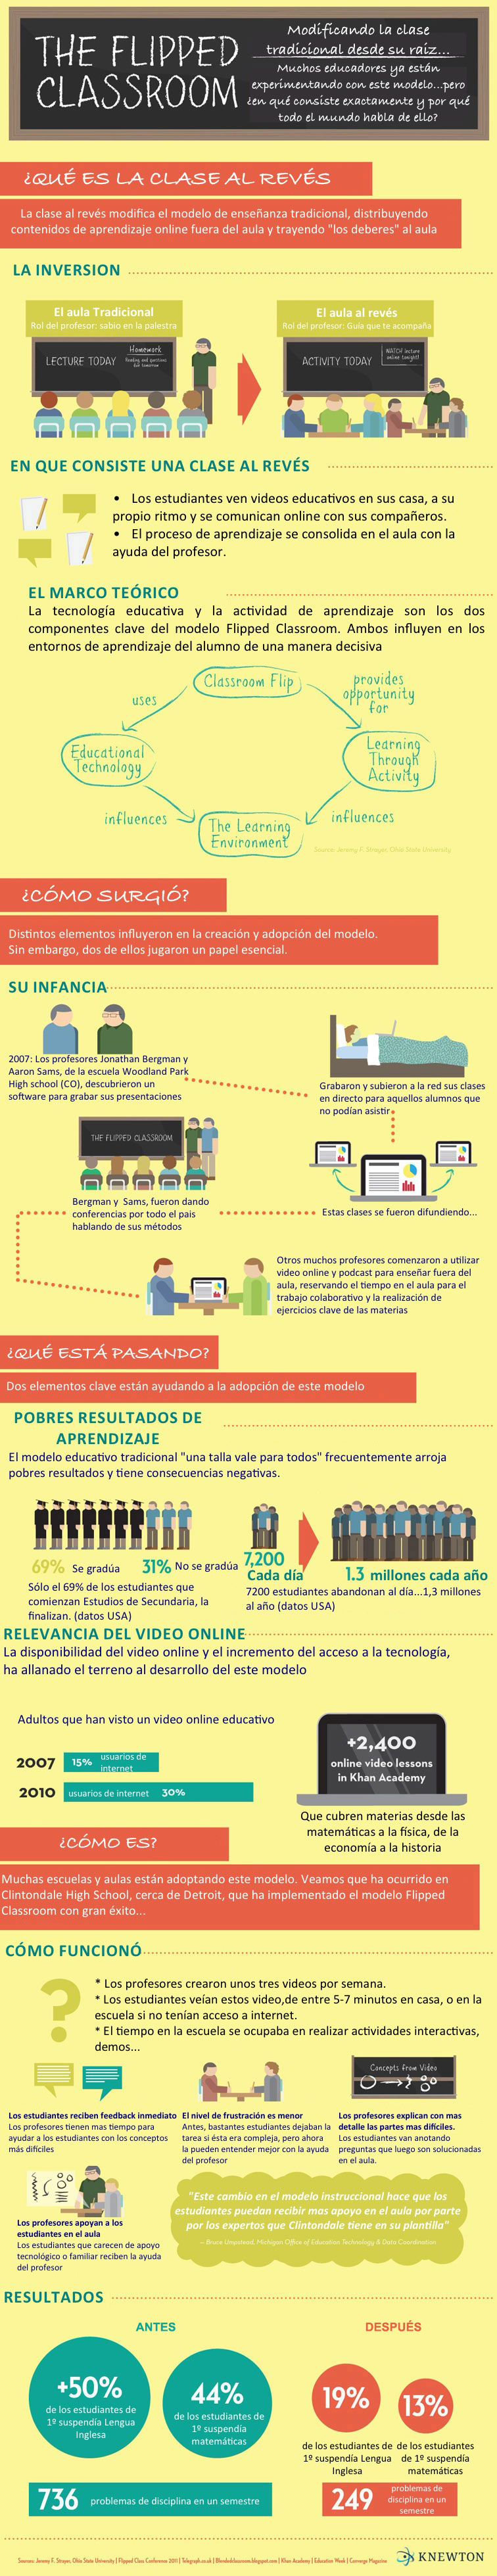 THE FLIPPED
CLASSROOM
Modificando la clase
tradicional desde su raiz...
Muchos educadores ya están
experimentando con este modelo...pero
¿en qué consiste exactamente y por qué
todo el mundo habla de ello?
¿QUÉ ES LA CLASE AL REVÉS
La clase al revés modifica el modelo de enseñanza tradicional, distribuyendo
contenidos de aprendizaje online fuera del aula y trayendo "los deberes" al aula
LA INVERSION
El aula Tradicional
Rol del profesor: sabio en la palestra
LECTURE TODAY
Homework
Reading and questions
due tomorrow
El aula al revés
Rol del profesor: Guía que te acompaña
ACTIVITY TODAY
WATCH lecture
online tonight!
EN QUE CONSISTE UNA CLASE AL REVÉS
• Los estudiantes ven videos educativos en sus casa, a su
propio ritmo y se comunican online con sus compañeros.
• El proceso de aprendizaje se consolida en el aula con la
ayuda del profesor.
EL MARCO TEÓRICO
La tecnología educativa y la actividad de aprendizaje son los dos
componentes clave del modelo Flipped Classroom. Ambos influyen en los
entornos de aprendizaje del alumno de una manera decisiva
Classroom Flip
uses
provides
opportunity
for
Educational
Technology
Learning
Through
Activity
influences
influences
The Learning
Environment
Source: Jeremy F. Strayer, Ohio State University
¿CÓMO SURGIÓ?
Distintos elementos influyeron en la creación y adopción del modelo.
Sin embargo, dos de ellos jugaron un papel esencial.
SU INFANCIA
2007: Los profesores Jonathan Bergman y
Aaron Sams, de la escuela Woodland Park
High school (CO), descubrieron un
software para grabar sus presentaciones
Grabaron y subieron a la red sus clases
en directo para aquellos alumnos que
no podían asistir
THE FLIPPED CLASSROOM
Bergman y Sams, fueron dando
conferencias por todo el pais
hablando de sus métodos
Estas clases se fueron difundiendo...
Otros muchos profesores comenzaron a utilizar
video online y podcast para enseñar fuera del
aula, reservando el tiempo en el aula para el
trabajo colaborativo y la realización de
ejercicios clave de las materias
¿QUÉ ESTÁ PASANDO?
Dos elementos clave están ayudando a la adopción de este modelo
POBRES RESULTADOS DE
APRENDIZAJE
El modelo educativo tradicional "una talla vale para todos" frecuentemente arroja
pobres resultados y tiene consecuencias negativas.
69% Se gradúa
31% No se gradúa
7,200
Cada día
1.3 millones cada año
Sólo el 69% de los estudiantes que
comienzan Estudios de Secundaria, la
finalizan. (datos USA)
7200 estudiantes abandonan al día...1,3 millones
al año (datos USA)
RELEVANCIA DEL VIDEO ONLINE
La disponibilidad del video online y el incremento del acceso a la tecnología,
ha allanado el terreno al desarrollo del este modelo
Adultos que han visto un video online educativo
2007
15% usuarios de
internet
2010
usuarios de internet 30%
+2,400
online video lessons
in Khan Academy
Que cubren materias desde las
matemáticas a la física, de la
economía a la historia
¿CÓMO ES?
Muchas escuelas y aulas están adoptando este modelo. Veamos que ha ocurrido en
Clintondale High School, cerca de Detroit, que ha implementado el modelo Flipped
Classroom con gran éxito...
CÓMO FUNCIONÓ
* Los profesores crearon unos tres videos por semana.
* Los estudiantes veían estos video,de entre 5-7 minutos en casa, o en la
escuela si no tenían acceso a internet.
* El tiempo en la escuela se ocupaba en realizar actividades interactivas,
demos...
?
Concepts from Video
Los estudiantes reciben feedback inmediato
Los profesores tienen mas tiempo para
ayudar a los estudiantes con los conceptos
más difíciles
El nivel de frustración es menor
Antes, bastantes estudiantes dejaban la
tarea si ésta era compleja, pero ahora
la pueden entender mejor con la ayuda
del profesor
Los profesores explican con mas
detalle las partes mas difíciles.
Los estudiantes van anotando
preguntas que luego son solucionadas
en el aula.
Los profesores apoyan a los
estudiantes en el aula
Los estudiantes que carecen de apoyo
tecnológico o familiar reciben la ayuda
del profesor
"Este cambio en el modelo instruccional hace que los
estudiantes puedan recibir mas apoyo en el aula por parte
por los expertos que Clintondale tiene en su plantilla"
– Bruce Umpstead, Michigan Office of Education Technology & Data Coordination
RESULTADOS
ANTES
DESPUÉS
+50%
de los estudiantes de
1º suspendía Lengua
Inglesa
44%
de los estudiantes de
1º suspendía
matemáticas
19%
de los estudiantes de
1º suspendía Lengua
Inglesa
13%
de los estudiantes
de 1º suspendía
matemáticas
736 problemas de disciplina en un semestre
249 problemas de
disciplina en un
semestre
Sources: Jeremy F. Strayer, Ohio State University | Flipped Class Conference 2011 | Telegraph.co.uk | Blendedclassroom.blogspot.com | Khan Academy | Education Week | Converge Magazine
KNEWTON